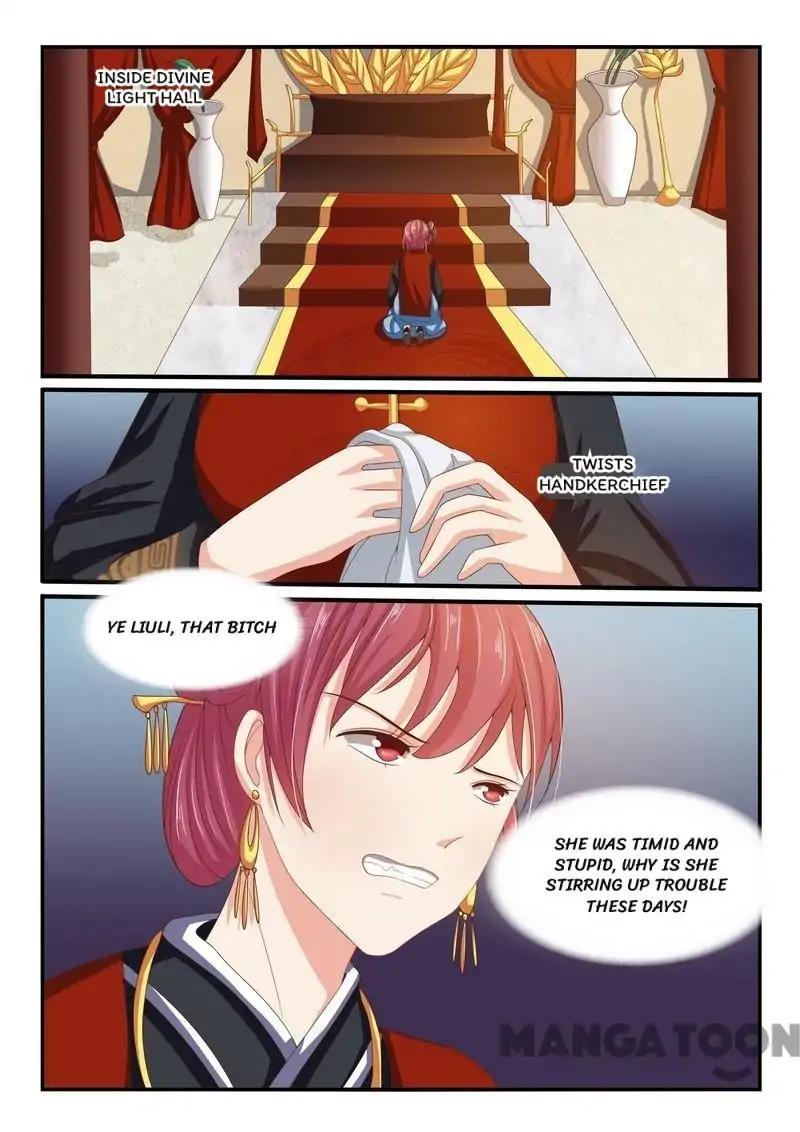 INSIDE DIVINE
LIGHT HALL
TWISTS
HANDKERCHIEF
YE LIULI, THAT BITCH
SHE WAS TIMID AND
STUPID, WHY IS SHE
STIRRING UP TROUBLE
THESE DAYS!
MANGATOON